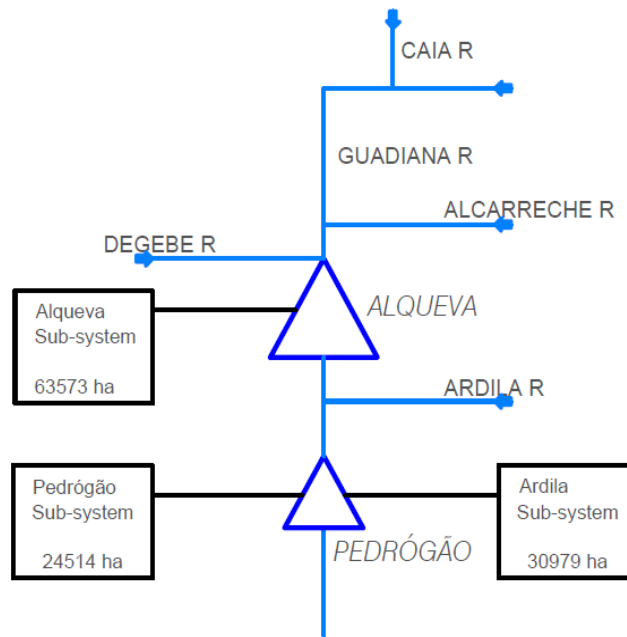 CAIA R
GUADIANA R
ALCARRECHE R
DEGEBE R
ALQUEVA
Alqueva
Sub-system
63573 ha
ARDILA R
Pedrógão
Sub-system
24514 ha
Ardila
Sub-system
30979 ha
PEDRÓGÃO